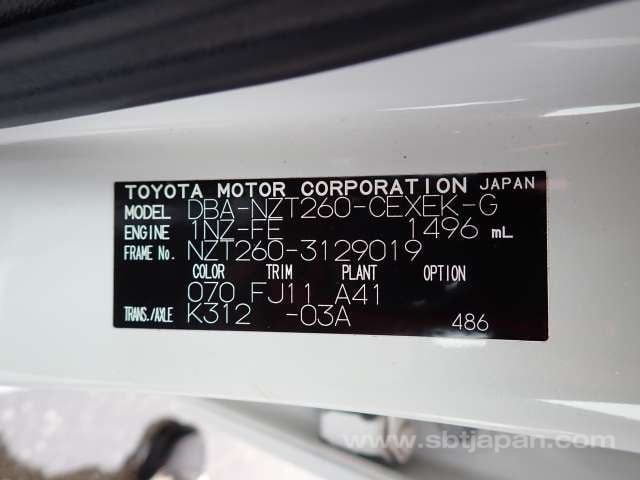 TOYOTA MOTOR CORPORATION JAPAN
MODEL DBA-NZT260-CEXEK-G
ENGINE 1NZ-FE 1496 mL
FRAME No. NZT260-3129019
COLOR TRIM PLANT OPTION
070 FJ11 A41
TRANS./AXLE K312 -03A 486
www.sbtjapan.com